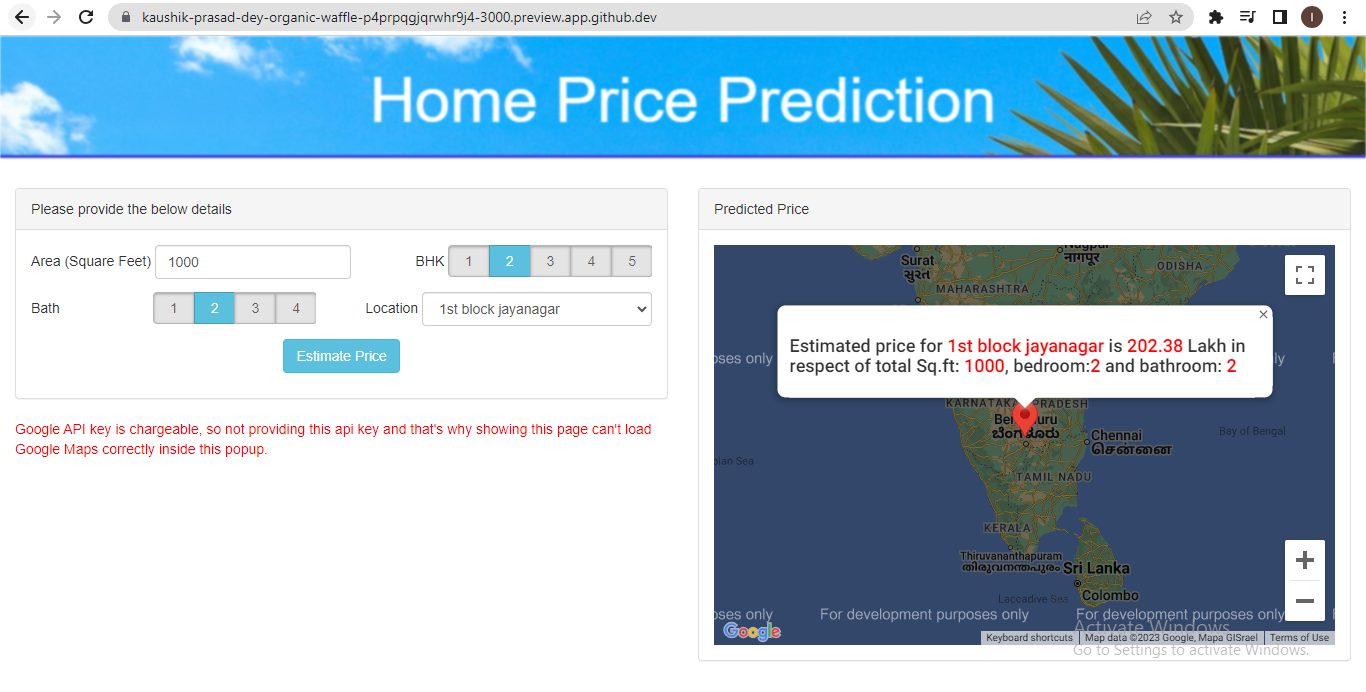 kaushik-prasad-dey-organic-waffle-p4prpqgjqrwhr9j4-3000.preview.app.github.dev
I
Home Price Prediction
Please provide the below details
Area (Square Feet) 1000 BHK 1 2 3 4 5
Bath 1 2 3 4 Location 1st block jayanagar
Estimate Price
Google API key is chargeable, so not providing this api key and that's why showing this page can't load
Google Maps correctly inside this popup.
Predicted Price
Nagpur
नागपूर
Surat
સુરત
ODISHA
MAHARASHTRA
Estimated price for 1st block jayanagar is 202.38 Lakh in
respect of total Sq.ft: 1000, bedroom:2 and bathroom: 2
oses only
ly
KARNATAKA PRADESH
Bengaluru
ಬೆಂಗಳೂರು
Chennai
சென்னை
Bay of Bengal
bian Sea
TAMIL NADU
KERALA
Thiruvananthapuram
തിരുവനന്തപുരം
Sri Lanka
Colombo
Laccadive Sea
oses only For development purposes only For development purposes only
Google
Keyboard shortcuts Map data ©2023 Google, Mapa GISrael Terms of Use
Activate Windows
Go to Settings to activate Windows.